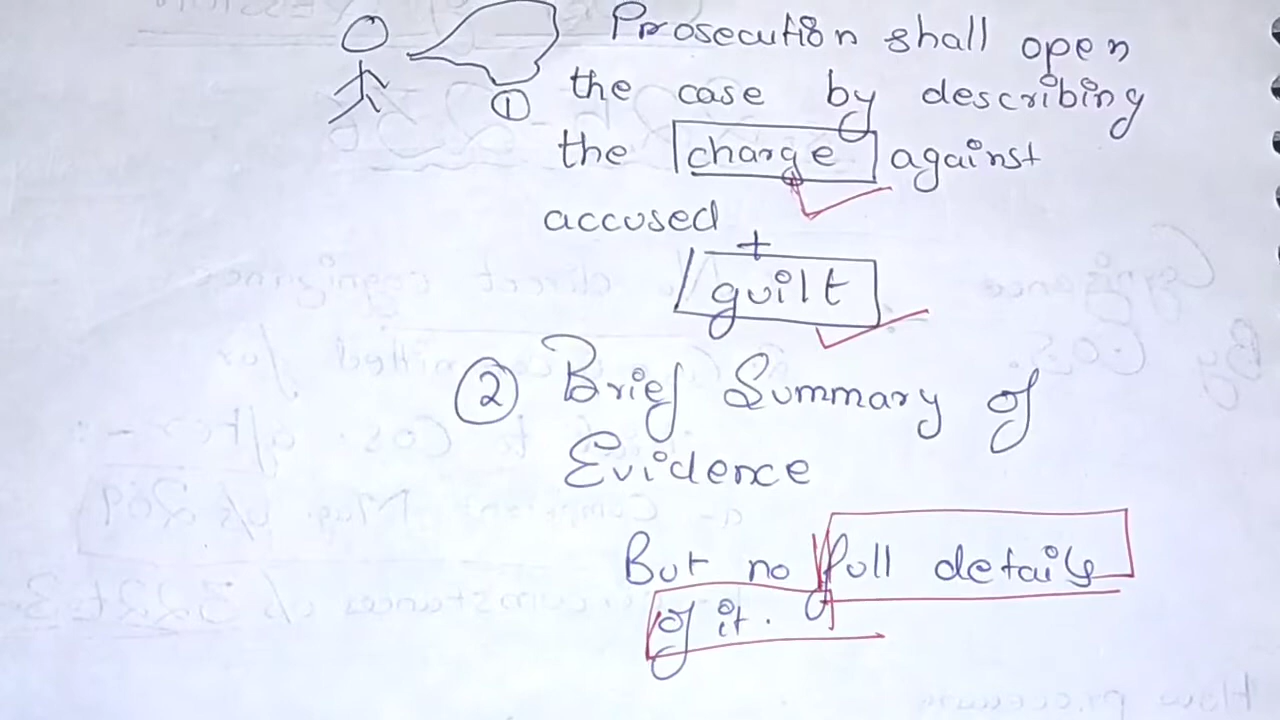 Prosecution shall open
the case by describing
① the charge against
accused
+
guilt
② Brief Summary of
Evidence
But no full details
of it.